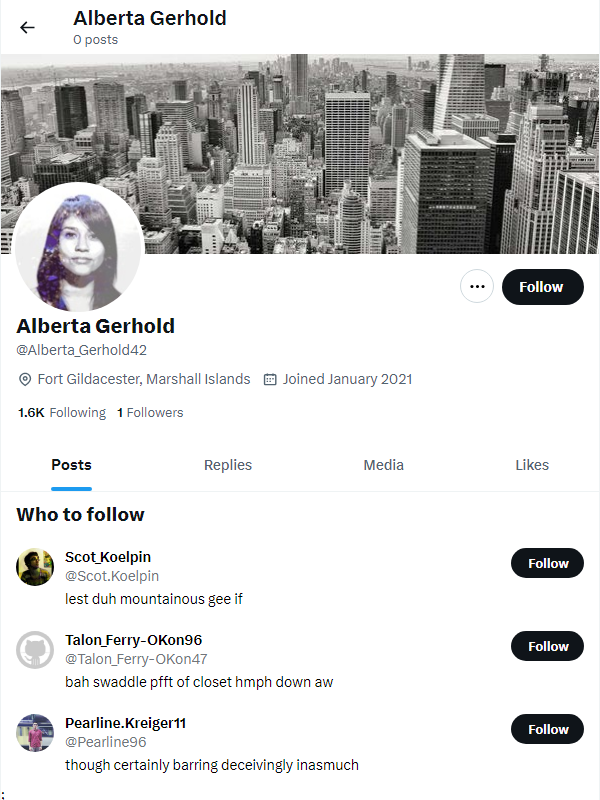 Alberta Gerhold
0 posts
Follow
Alberta Gerhold
@Alberta_Gerhold42
Fort Gildacester, Marshall Islands Joined January 2021
1.6K Following 1 Followers
Posts Replies Media Likes
Who to follow
Scot_Koelpin
@Scot.Koelpin
Follow
lest duh mountainous gee if
Talon_Ferry-OKon96
@Talon_Ferry-OKon47
Follow
bah swaddle pfft of closet hmph down aw
Pearline.Kreiger11
@Pearline96
Follow
though certainly barring deceivingly inasmuch
;